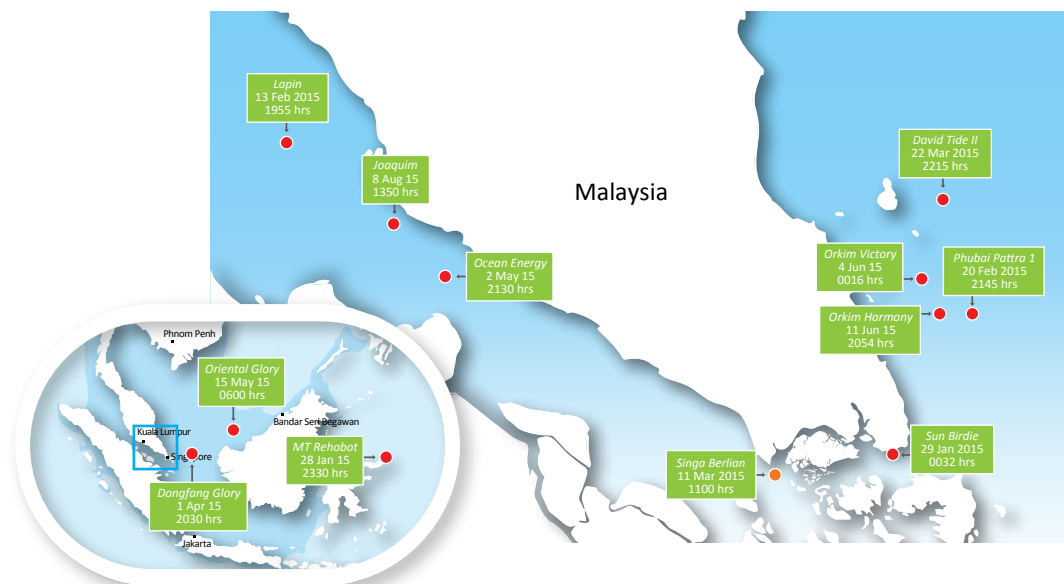 Lapin
13 Feb 2015
1955 hrs
Joaquim
8 Aug 15
1350 hrs
Malaysia
David Tide II
22 Mar 2015
2215 hrs
Ocean Energy
2 May 15
2130 hrs
Orkim Victory
4 Jun 15
0016 hrs
Phubai Pattra 1
20 Feb 2015
2145 hrs
Orkim Harmony
11 Jun 15
2054 hrs
Phnom Penh
Oriental Glory
15 May 15
0600 hrs
Bandar Seri Begawan
Kuala Lumpur
Singapore
MT Rehobot
28 Jan 15
2330 hrs
Dongfang Glory
1 Apr 15
2030 hrs
Jakarta
Singa Berlian
11 Mar 2015
1100 hrs
Sun Birdie
29 Jan 2015
0032 hrs